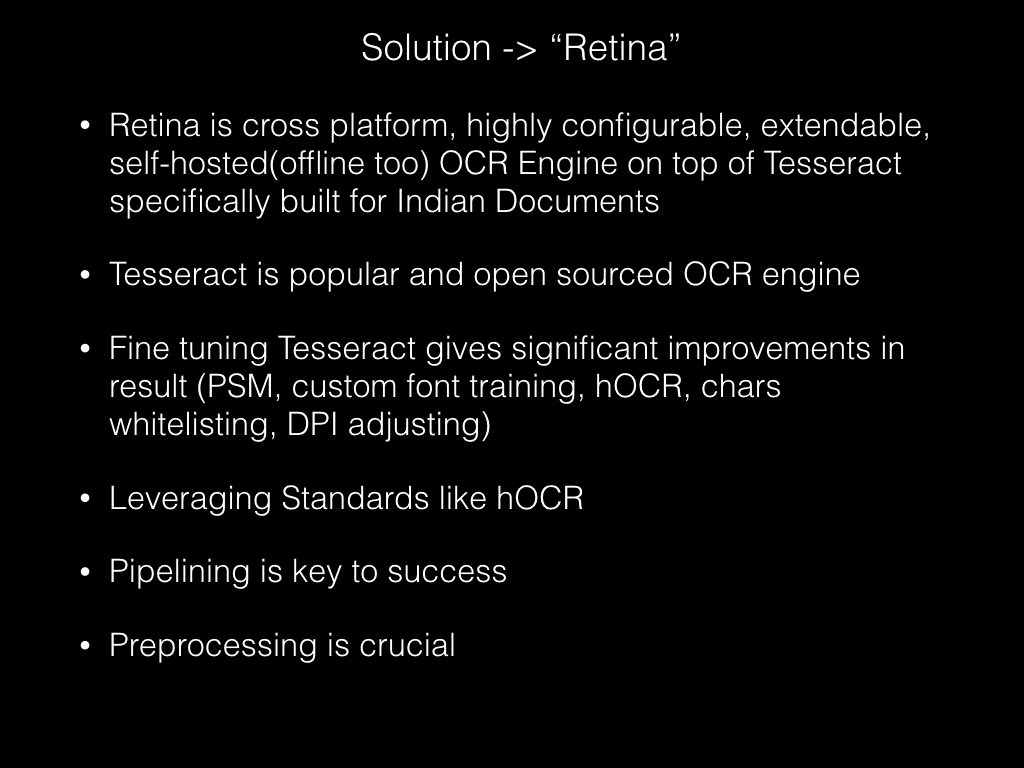 Solution -> “Retina”
• Retina is cross platform, highly configurable, extendable,
self-hosted(offline too) OCR Engine on top of Tesseract
specifically built for Indian Documents
• Tesseract is popular and open sourced OCR engine
• Fine tuning Tesseract gives significant improvements in
result (PSM, custom font training, hOCR, chars
whitelisting, DPI adjusting)
• Leveraging Standards like hOCR
• Pipelining is key to success
• Preprocessing is crucial